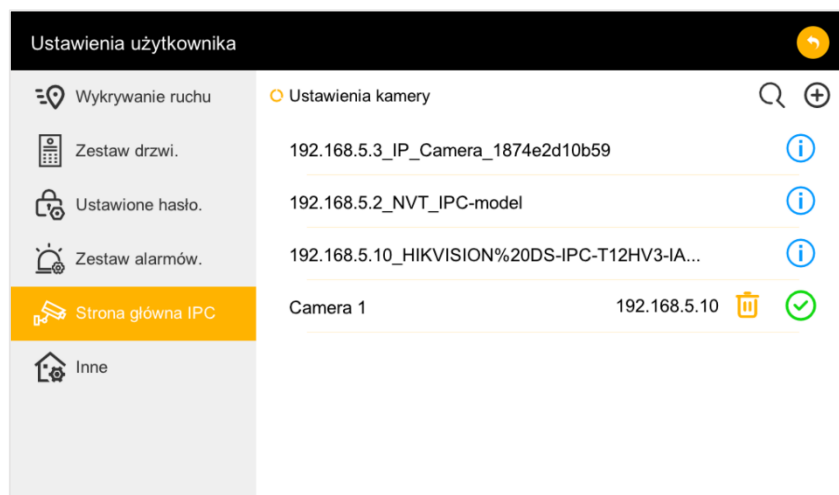 Ustawienia użytkownika
Wykrywanie ruchu
Ustawienia kamery
Zestaw drzwi.
192.168.5.3_IP_Camera_1874e2d10b59
Ustawione hasło.
192.168.5.2_NVT_IPC-model
Zestaw alarmów.
192.168.5.10_HIKVISION%20DS-IPC-T12HV3-IA...
Strona główna IPC
Camera 1 192.168.5.10
Inne